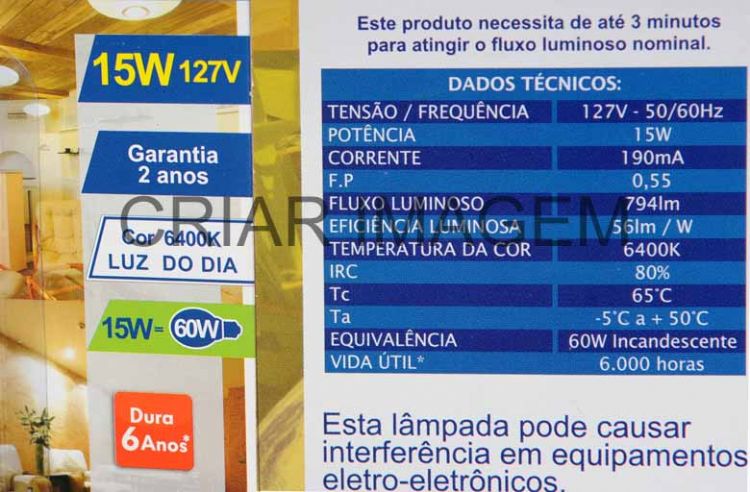 15W 127V
Garantia
2 anos
Cor 6400K
LUZ DO DIA
15W= 60W
Dura
6 Anos*
Este produto necessita de até 3 minutos
para atingir o fluxo luminoso nominal.
DADOS TÉCNICOS:
TENSÃO / FREQUÊNCIA 127V - 50/60Hz
POTÊNCIA 15W
CORRENTE 190mA
F.P 0,55
FLUXO LUMINOSO 794lm
EFICIÊNCIA LUMINOSA 56lm / W
TEMPERATURA DA COR 6400K
IRC 80%
Tc 65°C
Ta -5°C a + 50°C
EQUIVALÊNCIA 60W Incandescente
VIDA ÚTIL* 6.000 horas
Esta lâmpada pode causar
interferência em equipamentos
eletro-eletrônicos.
CRIAR IMAGEM